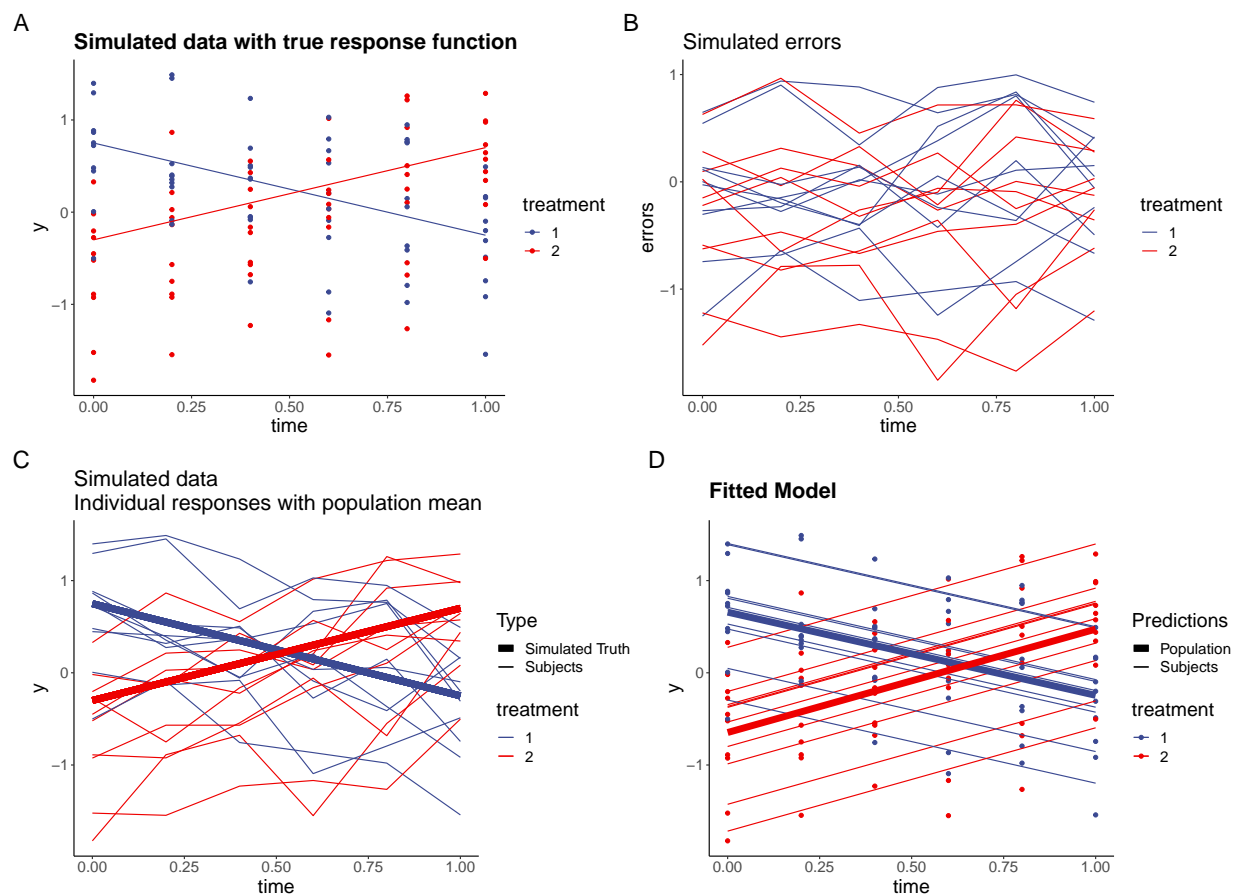 A
Simulated data with true response function
1
0
−1
y
0.00 0.25 0.50 0.75 1.00
time
treatment
1
2
B
Simulated errors
1
0
−1
errors
0.00 0.25 0.50 0.75 1.00
time
treatment
1
2
C
Simulated data
Individual responses with population mean
1
0
−1
y
0.00 0.25 0.50 0.75 1.00
time
Type
Simulated Truth
Subjects
treatment
1
2
D
Fitted Model
1
0
−1
y
0.00 0.25 0.50 0.75 1.00
time
Predictions
Population
Subjects
treatment
1
2